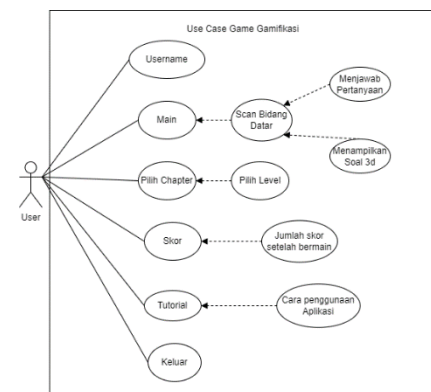 Use Case Game Gamifikasi
Username
Menjawab
Pertanyaan
Main
Scan Bidang
Datar
Menampilkan
Soal 3d
Pilih Chapter
Pilih Level
User
Skor
Jumlah skor
setelah bermain
Tutorial
Cara penggunaan
Aplikasi
Keluar